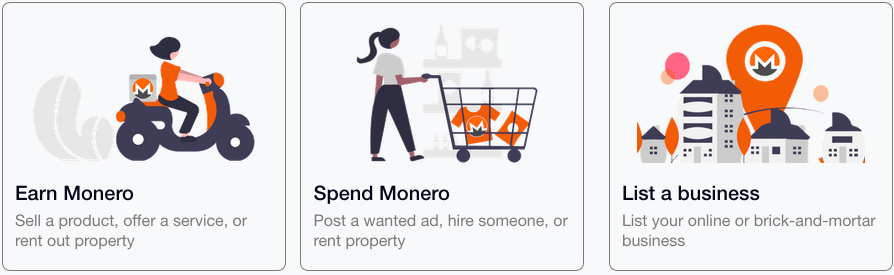 Earn Monero
Sell a product, offer a service, or
rent out property
Spend Monero
Post a wanted ad, hire someone, or
rent property
List a business
List your online or brick-and-mortar
business